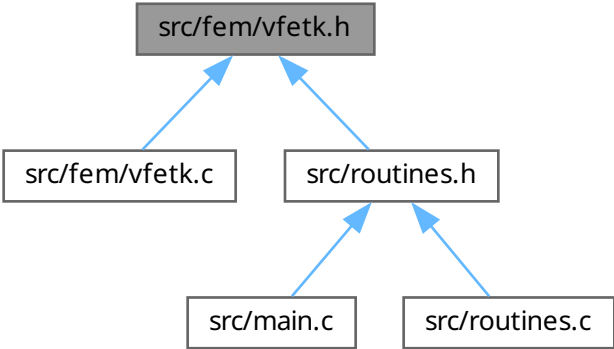 src/fem/vfetk.h
src/fem/vfetk.c
src/routines.h
src/main.c
src/routines.c